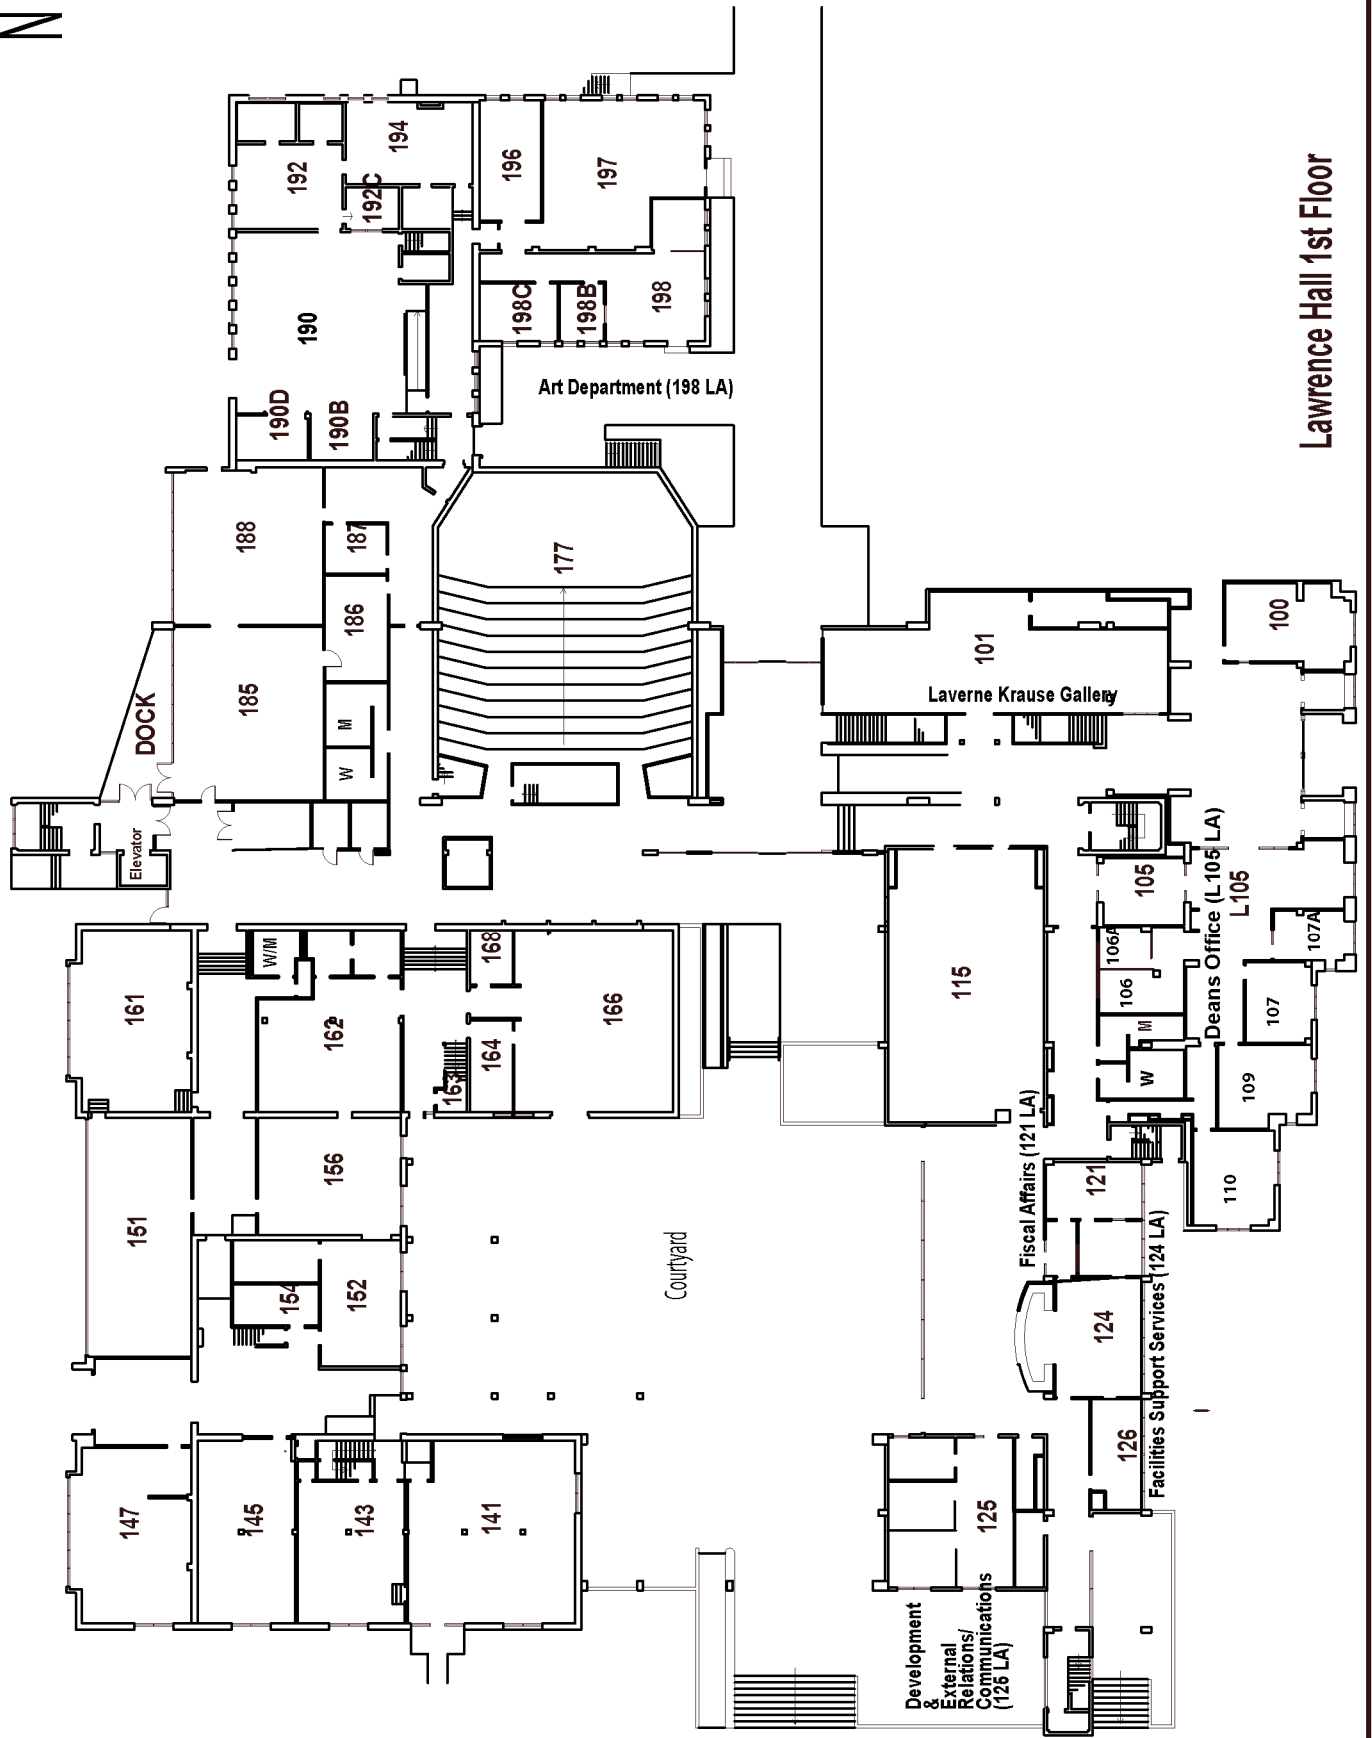 N
Lawrence Hall 1st Floor
192
194
192C
196
197
190
198C
198B
198
Art Department (198 LA)
190D
190B
188
187
177
186
185
DOCK
M
W
Elevator
101
Laverne Krause Gallery
100
105
Deans Office (L105 LA)
L105
107A
106A
106
107
M
W
109
110
115
161
W/M
162
168
166
164
163
151
156
154
152
Courtyard
Fiscal Affairs (121 LA)
121
124
Facilities Support Services (124 LA)
126
147
145
143
141
125
Development
&
External
Relations/
Communications
(125 LA)